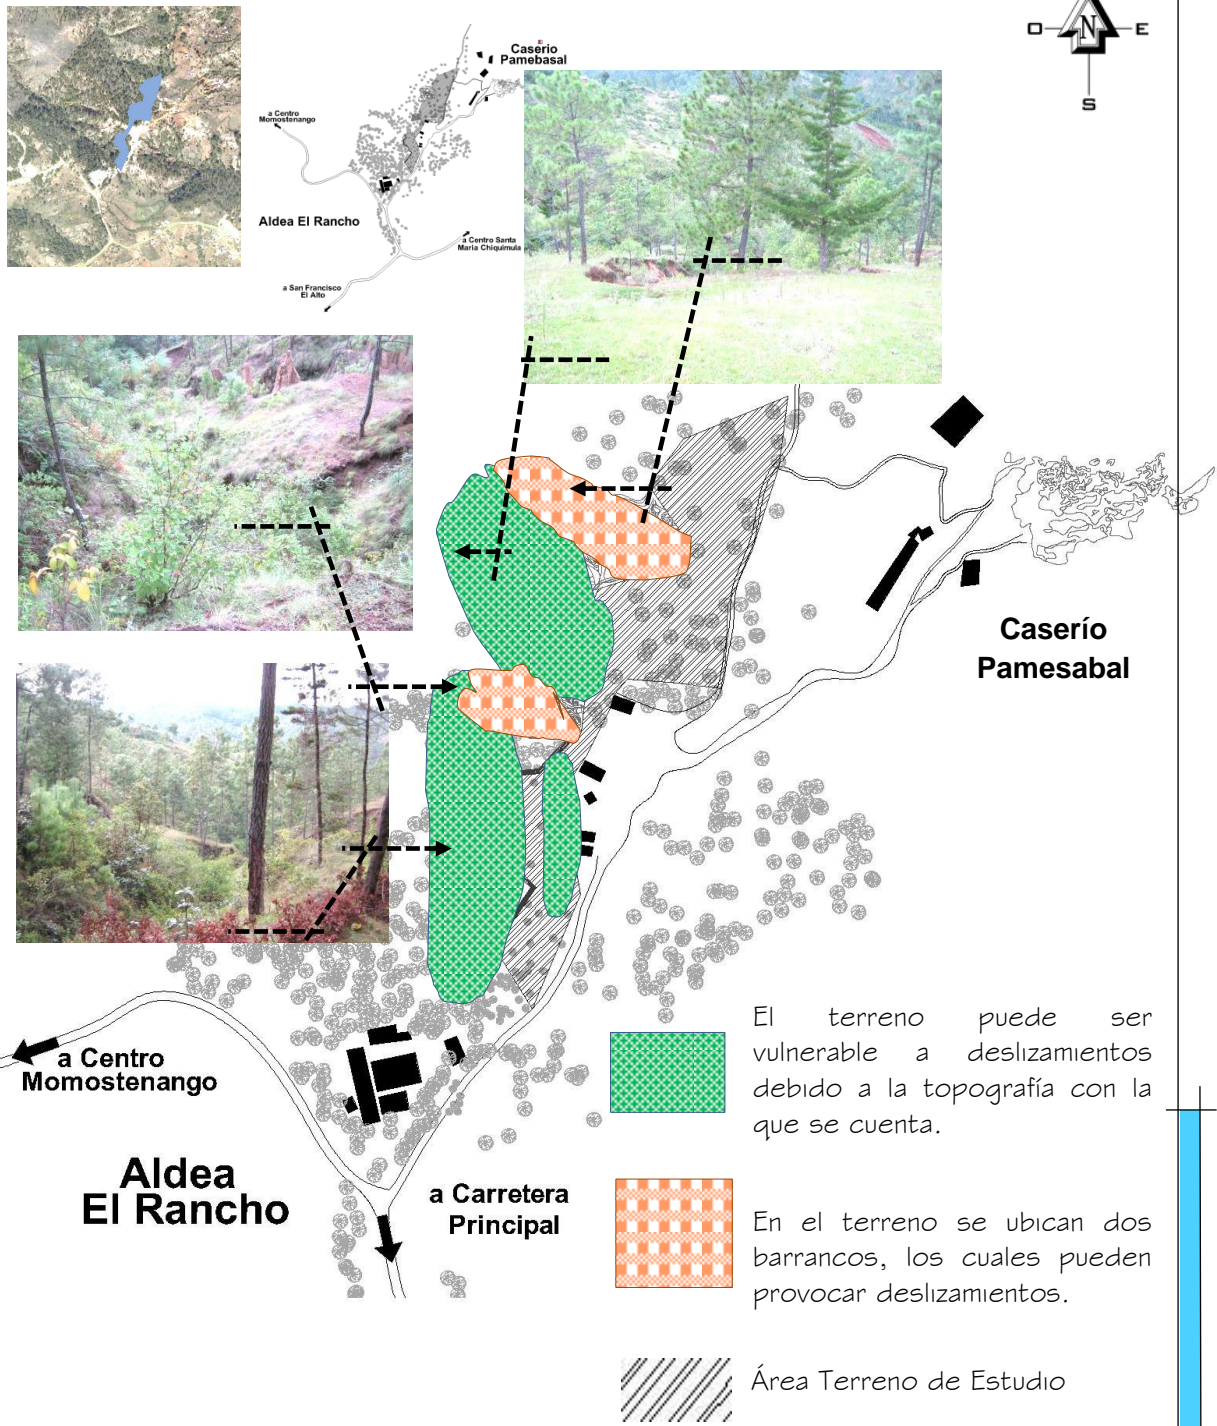 N
O
E
S
Caserio
Pamebasal
a Centro
Momostenango
Aldea El Rancho
a Centro Santa
Maria Chiquimula
a San Francisco
El Alto
Caserío
Pamesabal
a Centro
Momostenango
Aldea
El Rancho
a Carretera
Principal
El terreno puede ser
vulnerable a deslizamientos
debido a la topografía con la
que se cuenta.
En el terreno se ubican dos
barrancos, los cuales pueden
provocar deslizamientos.
Área Terreno de Estudio